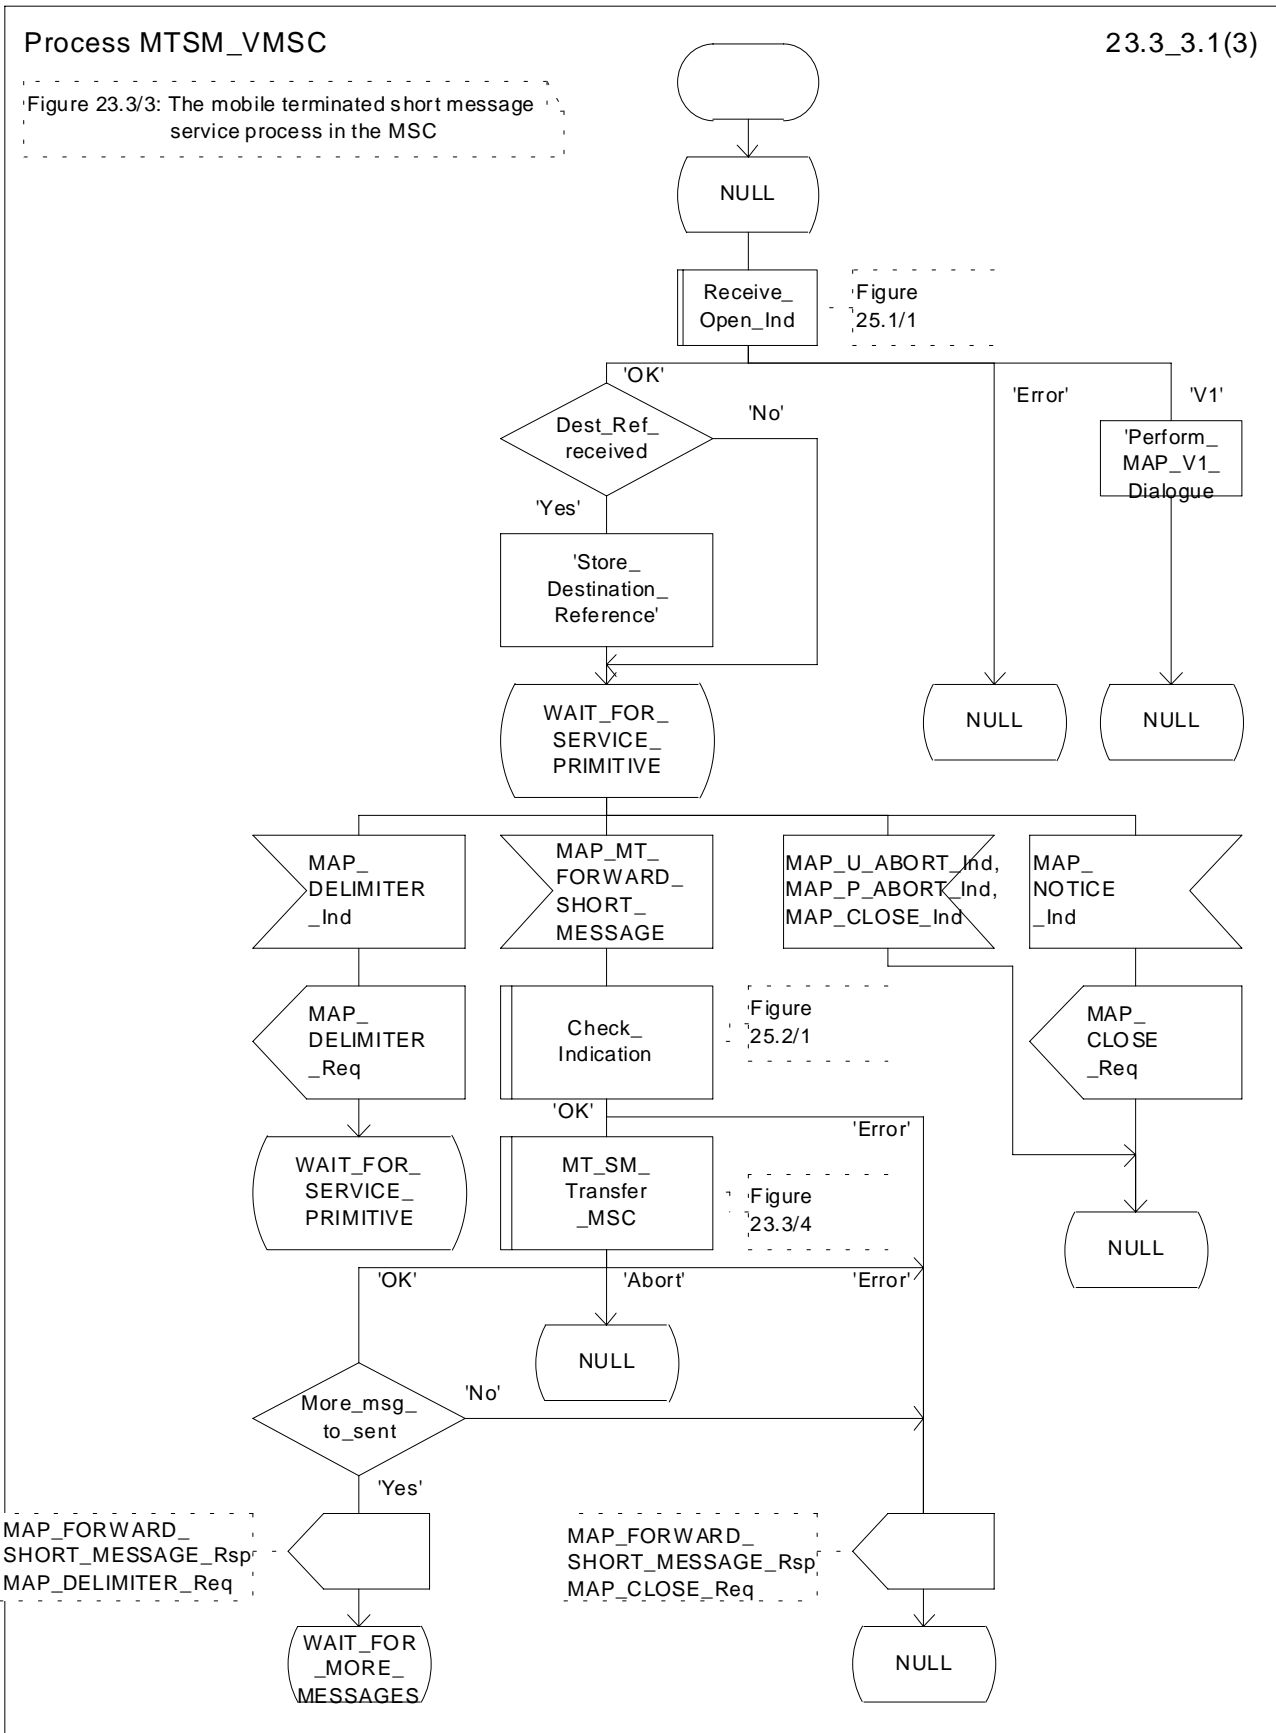 Process MTSM_VMSC
23.3_3.1(3)
Figure 23.3/3: The mobile terminated short message
service process in the MSC
NULL
Receive_
Open_Ind
Figure
25.1/1
'OK'
'Error'
'V1'
Dest_Ref_
received
'No'
'Perform_
MAP_V1_
Dialogue
'Yes'
'Store_
Destination_
Reference'
WAIT_FOR_
SERVICE_
PRIMITIVE
NULL
NULL
MAP_
DELIMITER
_Ind
MAP_MT_
FORWARD_
SHORT_
MESSAGE
MAP_U_ABORT_Ind,
MAP_P_ABORT_Ind,
MAP_CLOSE_Ind
MAP_
NOTICE
_Ind
MAP_
DELIMITER
_Req
Check_
Indication
Figure
25.2/1
MAP_
CLOSE
_Req
'OK'
'Error'
WAIT_FOR_
SERVICE_
PRIMITIVE
MT_SM_
Transfer
_MSC
Figure
23.3/4
NULL
'OK'
'Abort'
'Error'
NULL
More_msg_
to_sent
'No'
'Yes'
MAP_FORWARD_
SHORT_MESSAGE_Rsp
MAP_DELIMITER_Req
MAP_FORWARD_
SHORT_MESSAGE_Rsp
MAP_CLOSE_Req
WAIT_FOR
_MORE_
MESSAGES
NULL